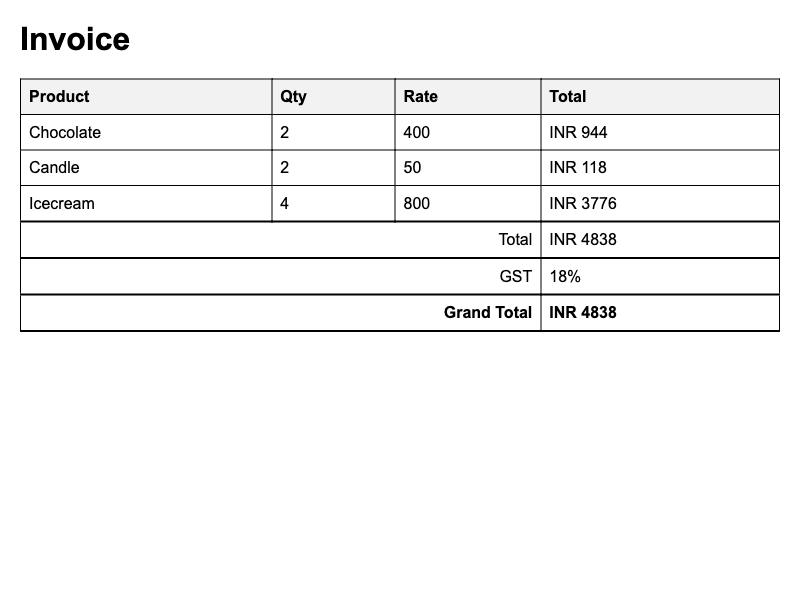 Invoice
Product Qty Rate Total
Chocolate 2 400 INR 944
Candle 2 50 INR 118
Icecream 4 800 INR 3776
Total INR 4838
GST 18%
Grand Total INR 4838